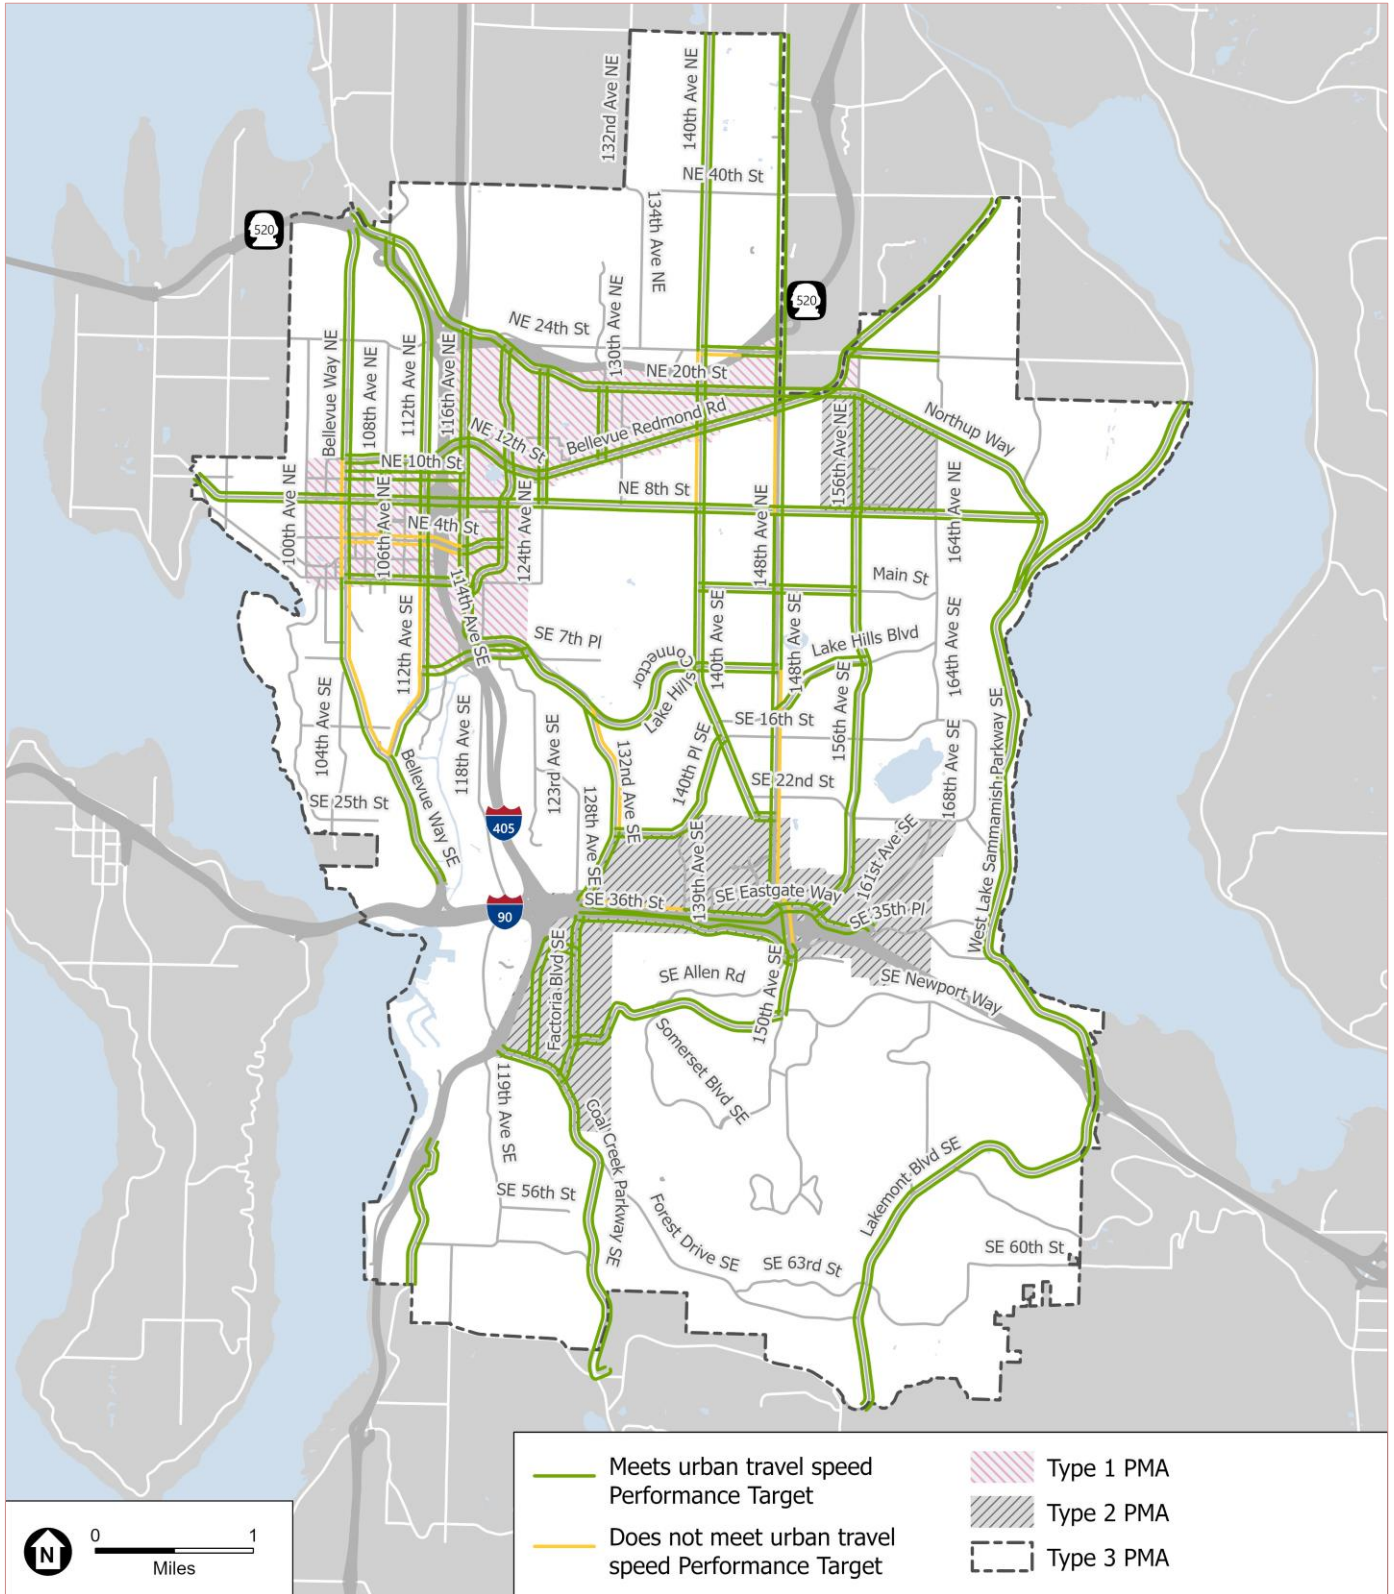 132nd Ave NE
140th Ave NE
NE 40th St
134th Ave NE
520
520
130th Ave NE
NE 24th St
Bellevue Way NE
108th Ave NE
112th Ave NE
116th Ave NE
NE 20th St
Bellevue Redmond Rd
NE 12th St
Northup Way
156th Ave NE
NE 10th St
100th Ave NE
106th Ave NE
NE 8th St
148th Ave NE
164th Ave NE
NE 4th St
124th Ave NE
Main St
114th Ave SE
112th Ave SE
SE 7th Pl
Lake Hills
Connector
140th Ave SE
148th Ave SE
Lake Hills Blvd
156th Ave SE
164th Ave SE
104th Ave SE
118th Ave SE
123rd Ave SE
SE 16th St
132nd Ave SE
140th Pl SE
SE 22nd St
168th Ave SE
West Lake Sammamish Parkway SE
SE 25th St
Bellevue Way SE
405
128th Ave SE
139th Ave SE
161st Ave SE
SE 36th St
SE Eastgate Way
SE 35th Pl
90
Factoria Blvd SE
SE Allen Rd
150th Ave SE
SE Newport Way
Somerset Blvd SE
119th Ave SE
Coal Creek Parkway SE
SE 56th St
Forest Drive SE
SE 63rd St
Lakemont Blvd SE
SE 60th St
Meets urban travel speed
Performance Target
Does not meet urban travel
speed Performance Target
Type 1 PMA
Type 2 PMA
Type 3 PMA
N
0 1
Miles